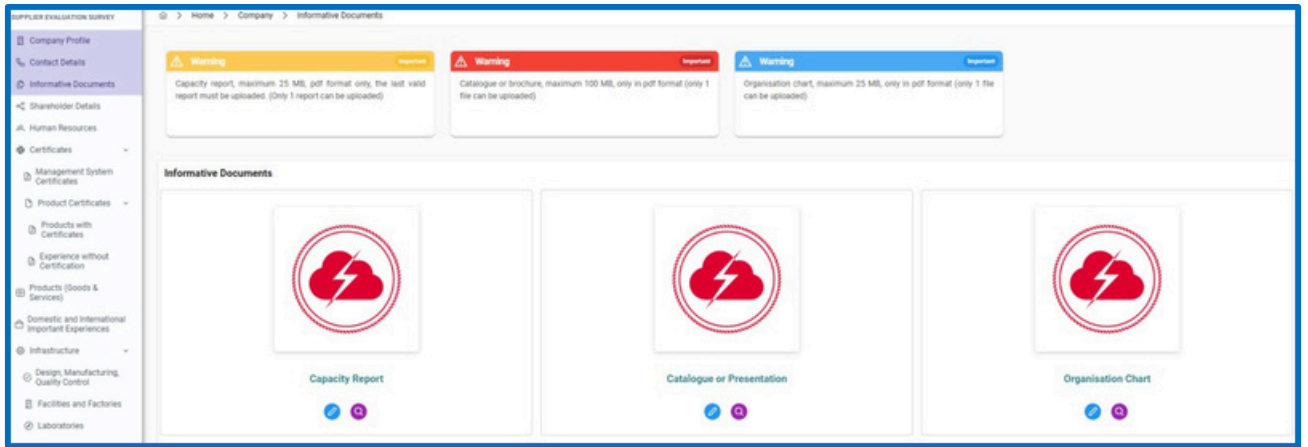 SUPPLIER EVALUATION SURVEY
Home > Company > Informative Documents
Company Profile
Contact Details
Informative Documents
Shareholder Details
Human Resources
Certificates
Management System
Certificates
Product Certificates
Products with
Certificates
Experience without
Certification
Products (Goods &
Services)
Domestic and International
Important Experiences
Infrastructure
Design, Manufacturing,
Quality Control
Facilities and Factories
Laboratories
Warning
Important
Capacity report, maximum 25 MB, pdf format only, the last valid
report must be uploaded. (Only 1 report can be uploaded)
Warning
Important
Catalogue or brochure, maximum 100 MB, only in pdf format (only 1
file can be uploaded)
Warning
Important
Organisation chart, maximum 25 MB, only in pdf format (only 1 file
can be uploaded)
Informative Documents
Capacity Report
Catalogue or Presentation
Organisation Chart